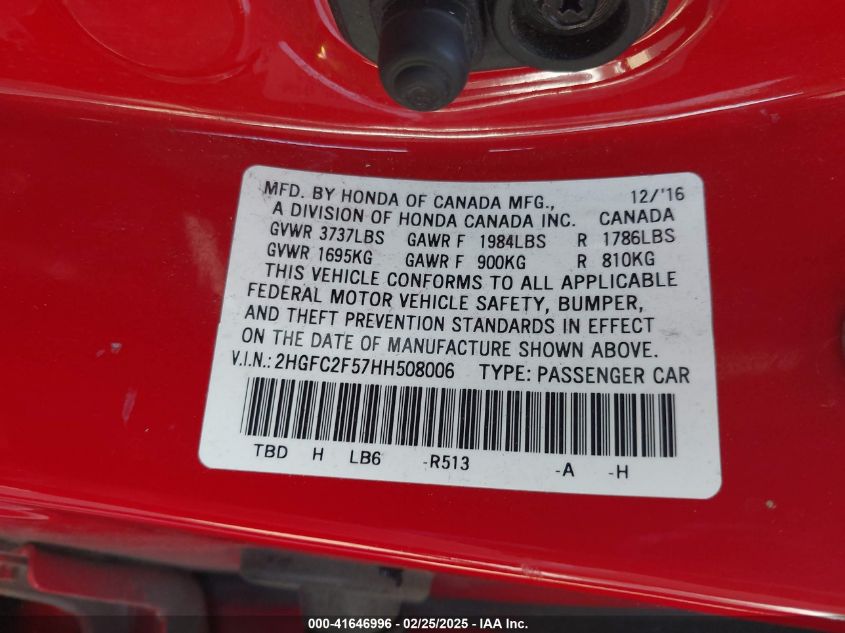 MFD. BY HONDA OF CANADA MFG., 12/'16
A DIVISION OF HONDA CANADA INC. CANADA
GVWR 3737LBS GAWR F 1984LBS R 1786LBS
GVWR 1695KG GAWR F 900KG R 810KG
THIS VEHICLE CONFORMS TO ALL APPLICABLE
FEDERAL MOTOR VEHICLE SAFETY, BUMPER,
AND THEFT PREVENTION STANDARDS IN EFFECT
ON THE DATE OF MANUFACTURE SHOWN ABOVE.
V.I.N.: 2HGFC2F57HH508006 TYPE: PASSENGER CAR
TBD H LB6 -R513 -A -H
000-41646996 - 02/25/2025 - IAA Inc.